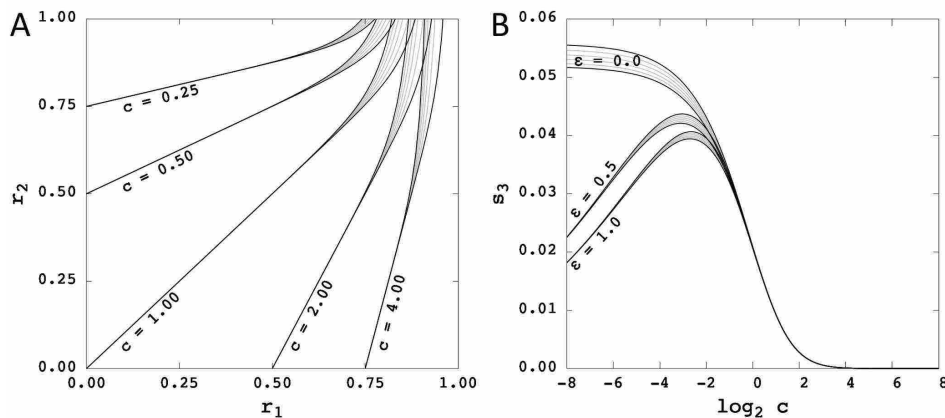 A
1.00
0.75
0.50
0.25
0.00
r2
c = 0.25
c = 0.50
c = 1.00
c = 2.00
c = 4.00
0.00 0.25 0.50 0.75 1.00
r1
B
0.06
0.05
0.04
0.03
0.02
0.01
0.00
s3
ε = 0.0
ε = 0.5
ε = 1.0
-8 -6 -4 -2 0 2 4 6 8
log2 c